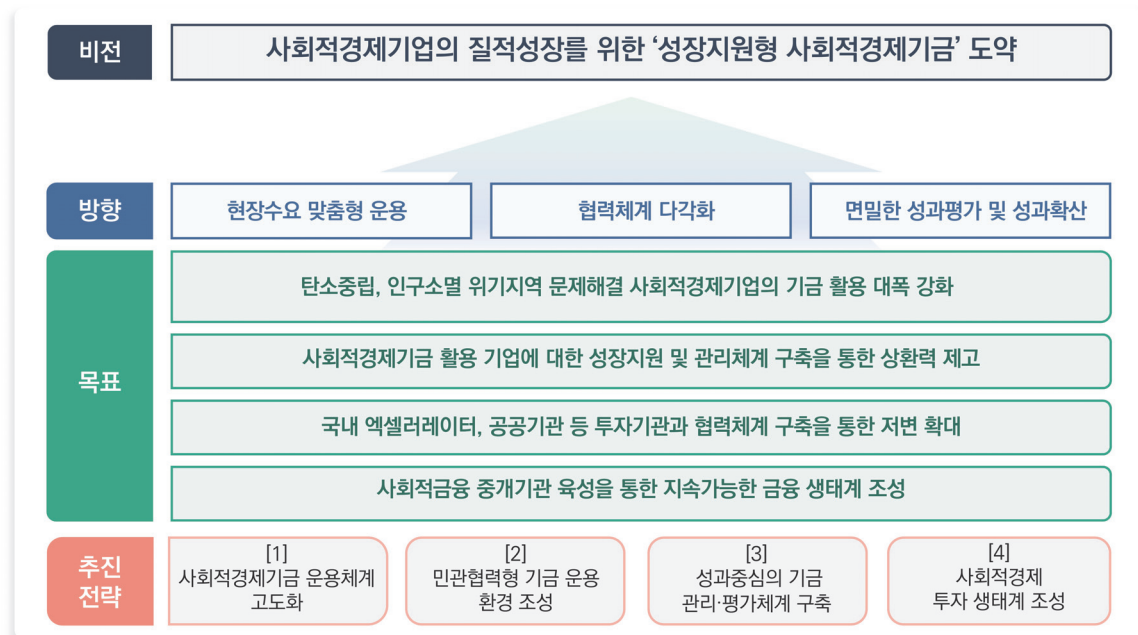 비전
사회적경제기업의 질적성장를 위한 ‘성장지원형 사회적경제기금’ 도약
방향
현장수요 맞춤형 운용
협력체계 다각화
면밀한 성과평가 및 성과확산
목표
탄소중립, 인구소멸 위기지역 문제해결 사회적경제기업의 기금 활용 대폭 강화
사회적경제기금 활용 기업에 대한 성장지원 및 관리체계 구축을 통한 상환력 제고
국내 엑셀러레이터, 공공기관 등 투자기관과 협력체계 구축을 통한 저변 확대
사회적금융 중개기관 육성을 통한 지속가능한 금융 생태계 조성
추진
전략
[1]
사회적경제기금 운용체계
고도화
[2]
민관협력형 기금 운용
환경 조성
[3]
성과중심의 기금
관리·평가체계 구축
[4]
사회적경제
투자 생태계 조성